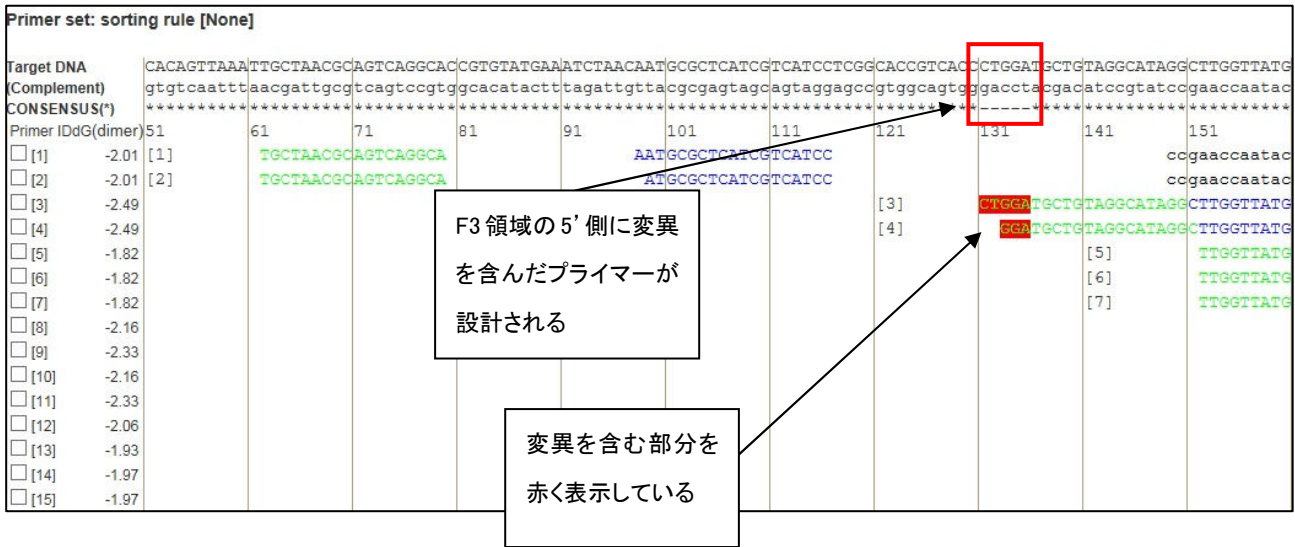 Primer set: sorting rule [None]
Target DNA CACAGTTAAATTGCTAACGCAGTCAGGCACCGTGTATGAAATCTAACAATGCGCTCATCGTCATCCTCGGCACCGTCACCCTGGATGCTGTAGGCATAGGCTTGGTTATG
(Complement) gtgtcaatttaacgattgcgtcagtccgtggcacatactttagattgttacgcgagtagcagtaggagccgtggcagtgggacctacgacatccgtatccgaaccaatac
CONSENSUS(*) ********************************************************************************-----*************************
Primer IDdG(dimer) 51 61 71 81 91 101 111 121 131 141 151
[1] -2.01 [1] TGCTAACGCAGTCAGGCA AATGCGCTCATCGTCATCC ccgaaccaatac
[2] -2.01 [2] TGCTAACGCAGTCAGGCA ATGCGCTCATCGTCATCC ccgaaccaatac
[3] -2.49 [3] CTGGATGCTGTAGGCATAGGCTTGGTTATG
[4] -2.49 [4] GGATGCTGTAGGCATAGGCTTGGTTATG
[5] -1.82 [5] TTGGTTATG
[6] -1.82 [6] TTGGTTATG
[7] -1.82 [7] TTGGTTATG
[8] -2.16
[9] -2.33
[10] -2.16
[11] -2.33
[12] -2.06
[13] -1.93
[14] -1.97
[15] -1.97
F3 領域の 5' 側に変異
を含んだプライマーが
設計される
変異を含む部分を
赤く表示している